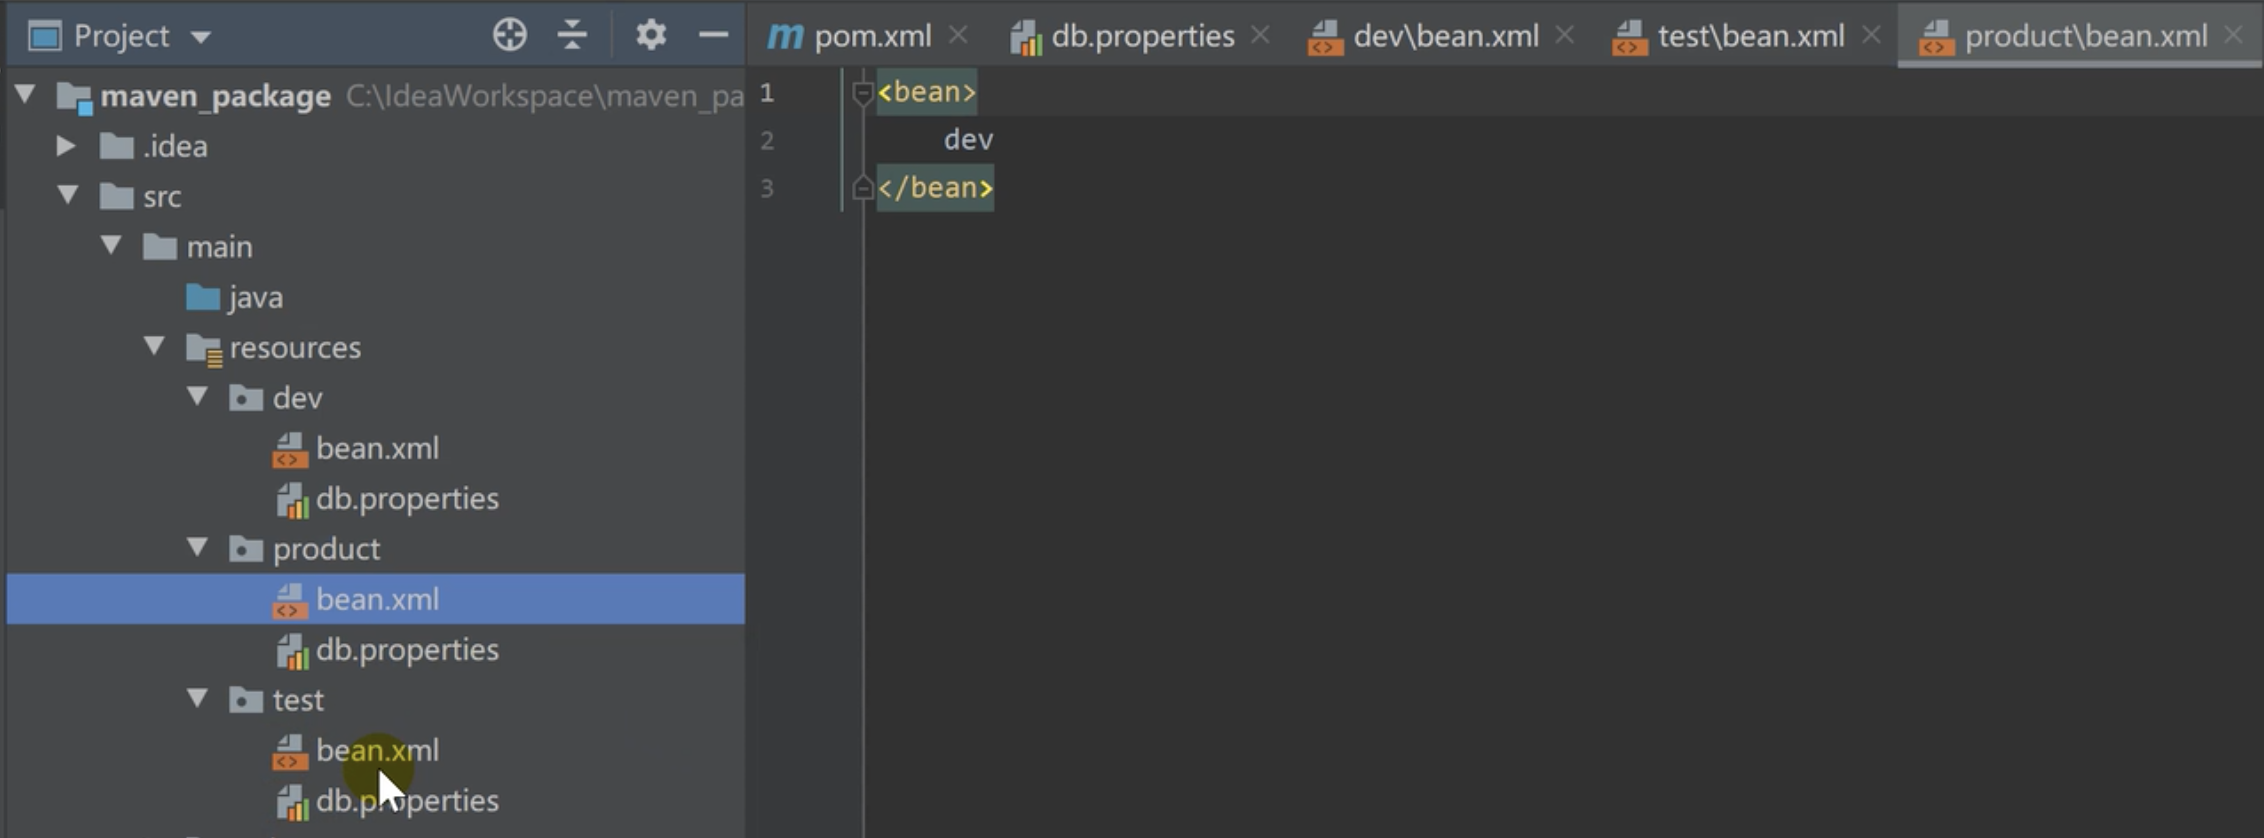 Project
maven_package C:\IdeaWorkspace\maven_pa
.idea
src
main
java
resources
dev
bean.xml
db.properties
product
bean.xml
db.properties
test
bean.xml
db.properties
m pom.xml db.properties dev\bean.xml test\bean.xml product\bean.xml
1 <bean>
2 dev
3 </bean>